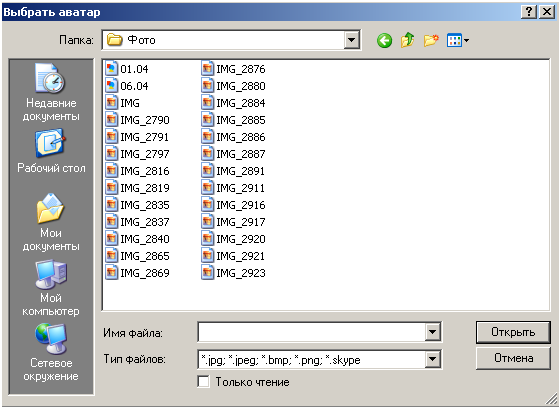 Выбрать аватар
Папка: Фото
01.04
06.04
IMG
IMG_2790
IMG_2791
IMG_2797
IMG_2816
IMG_2819
IMG_2835
IMG_2837
IMG_2840
IMG_2865
IMG_2869
IMG_2876
IMG_2880
IMG_2884
IMG_2885
IMG_2886
IMG_2887
IMG_2891
IMG_2911
IMG_2916
IMG_2917
IMG_2920
IMG_2921
IMG_2923
Недавние
документы
Рабочий стол
Мои
документы
Мой
компьютер
Сетевое
окружение
Имя файла:
Открыть
Тип файлов: *.jpg; *.jpeg; *.bmp; *.png; *.skype
Отмена
Только чтение